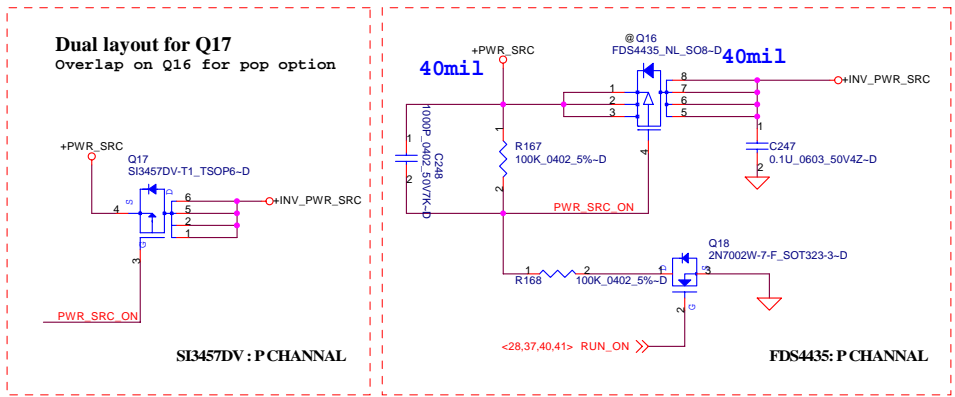 Dual layout for Q17
Overlap on Q16 for pop option
+PWR_SRC
Q17
SI3457DV-T1_TSOP6~D
S
D
4
6
5
2
1
+INV_PWR_SRC
G
3
PWR_SRC_ON
SI3457DV : P CHANNAL
40mil
+PWR_SRC
@ Q16
FDS4435_NL_SO8~D
40mil
1
2
3
8
7
6
5
+INV_PWR_SRC
4
1
2
C248
1000P_0402_50V7K~D
1
R167
100K_0402_5%~D
2
1
C247
0.1U_0603_50V4Z~D
2
PWR_SRC_ON
Q18
2N7002W-7-F_SOT323-3~D
1
R168
2
100K_0402_5%~D
1
D
S
3
2
G
<28,37,40,41> RUN_ON
FDS4435: P CHANNAL